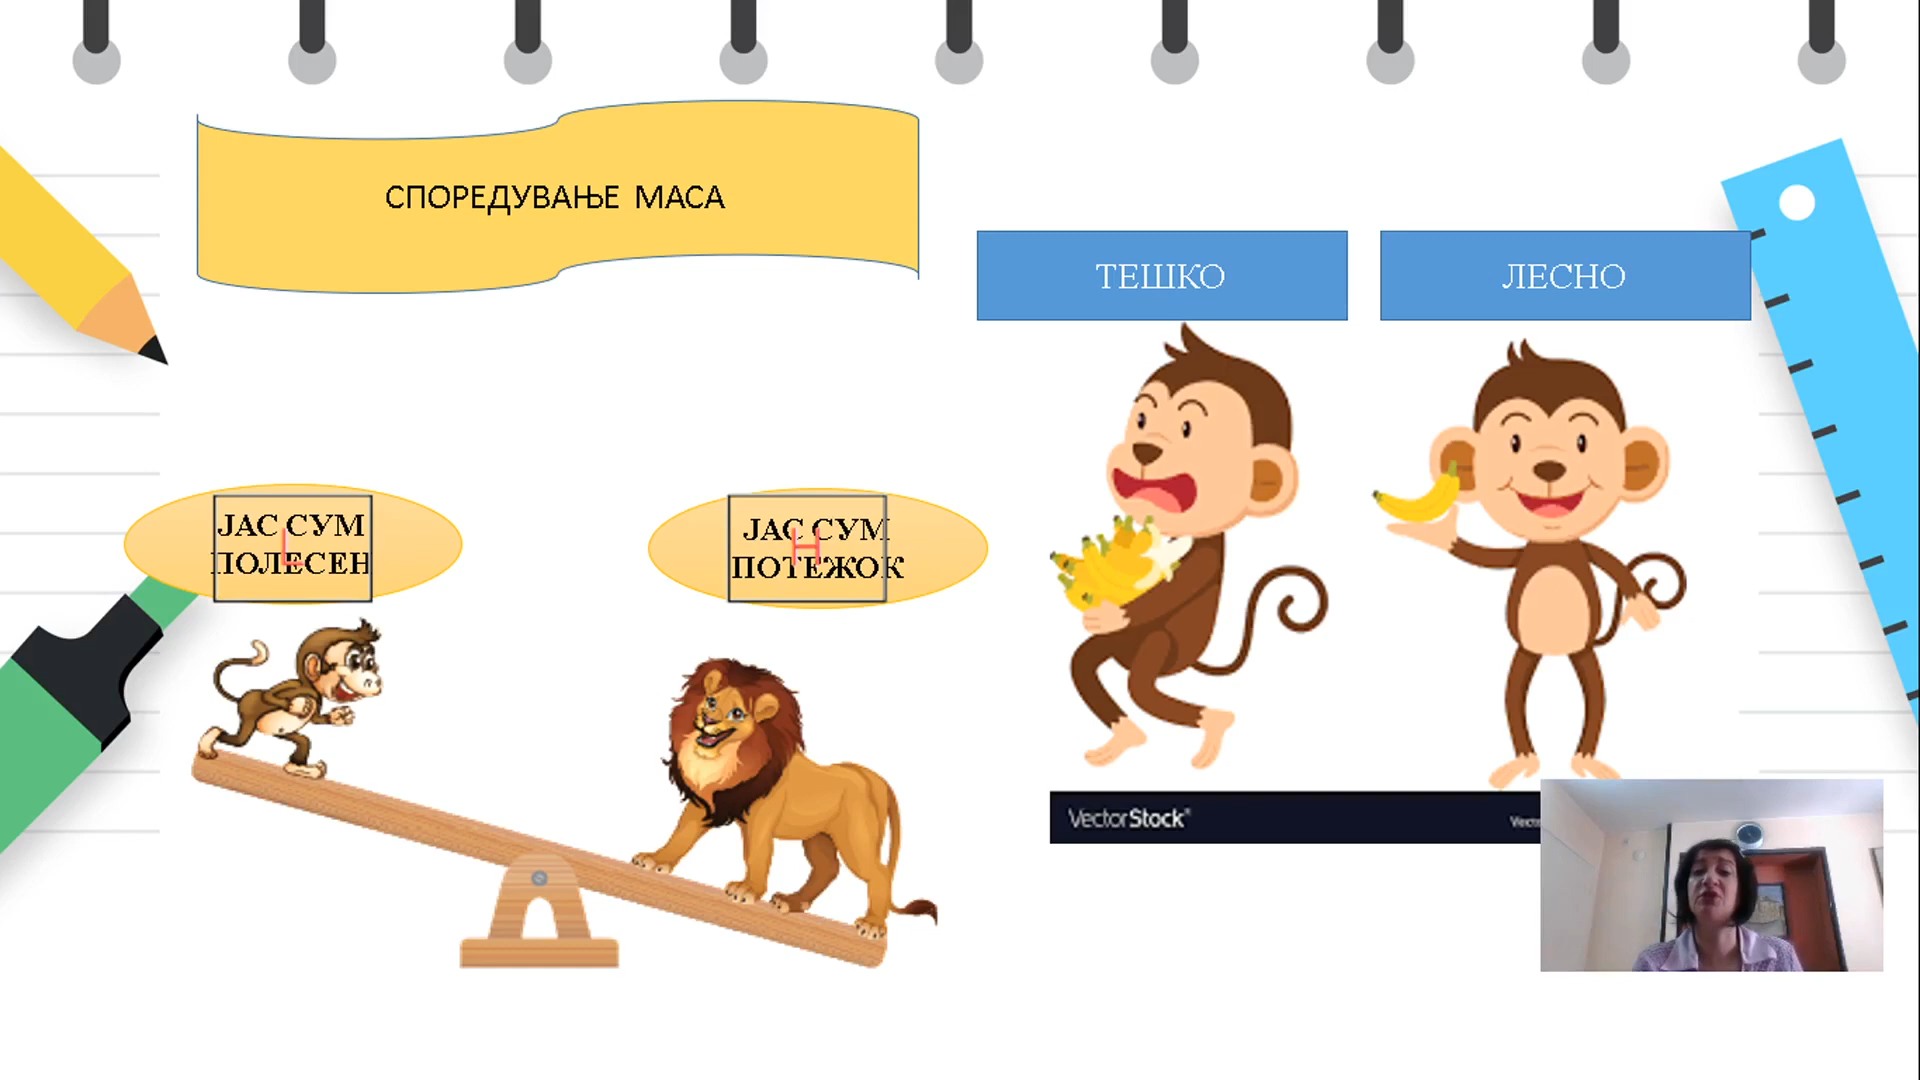 СПОРЕДУВАЊЕ МАСА
ТЕШКО
ЛЕСНО
ЈАС СУМ
ПОЛЕСЕН
L
ЈАС СУМ
ПОТЕЖОК
H
VectorStock®